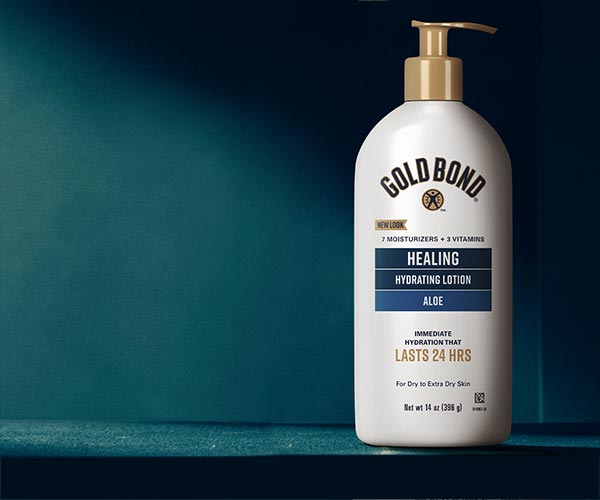 GOLD BOND
®
™
NEW LOOK
7 MOISTURIZERS + 3 VITAMINS
HEALING
HYDRATING LOTION
ALOE
IMMEDIATE
HYDRATION THAT
LASTS 24 HRS
For Dry to Extra Dry Skin
Net wt 14 oz (396 g)